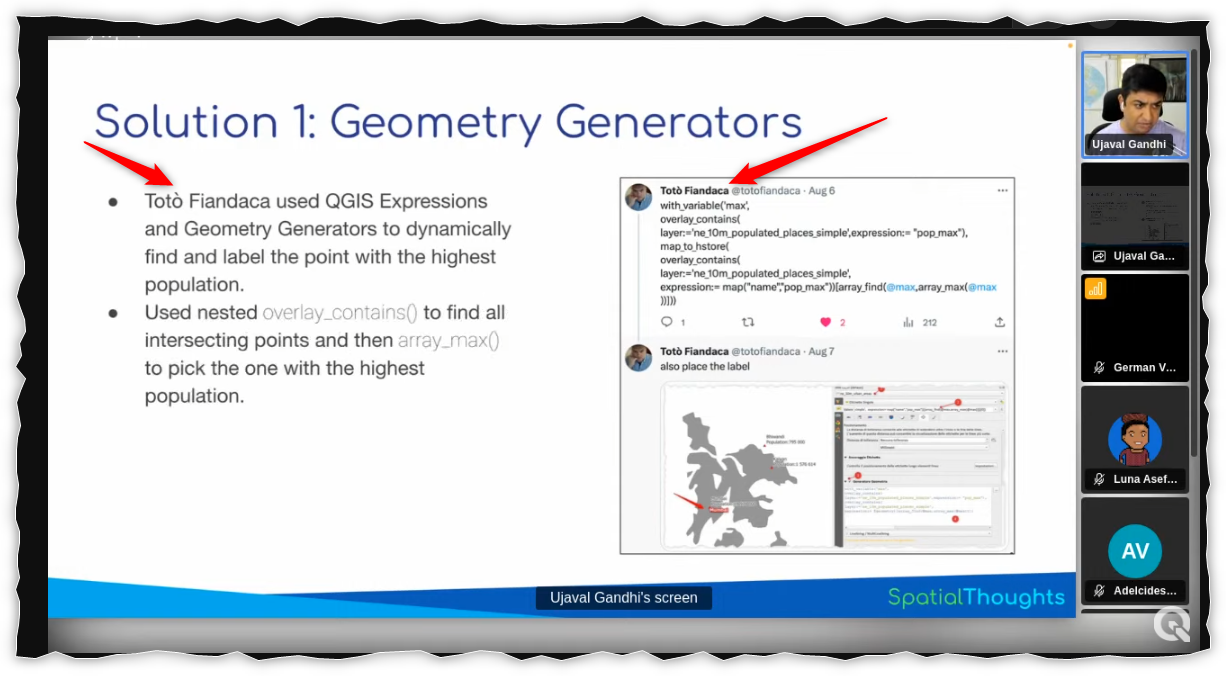 Solution 1: Geometry Generators
● Totò Fiandaca used QGIS Expressions
and Geometry Generators to dynamically
find and label the point with the highest
population.
● Used nested overlay_contains() to find all
intersecting points and then array_max()
to pick the one with the highest
population.
Totò Fiandaca @totofiandaca · Aug 6
with_variable('max',
overlay_contains(
layer:='ne_10m_populated_places_simple',expression:= "pop_max"),
map_to_hstore(
overlay_contains(
layer:='ne_10m_populated_places_simple',
expression:= map("name","pop_max"))[array_find(@max,array_max(@max
))]))
1 2 212
Totò Fiandaca @totofiandaca · Aug 7
also place the label
Ujaval Gandhi's screen
SpatialThoughts
Ujaval Gandhi
Ujaval Ga...
German V...
Luna Asef...
AV
Adelcides...